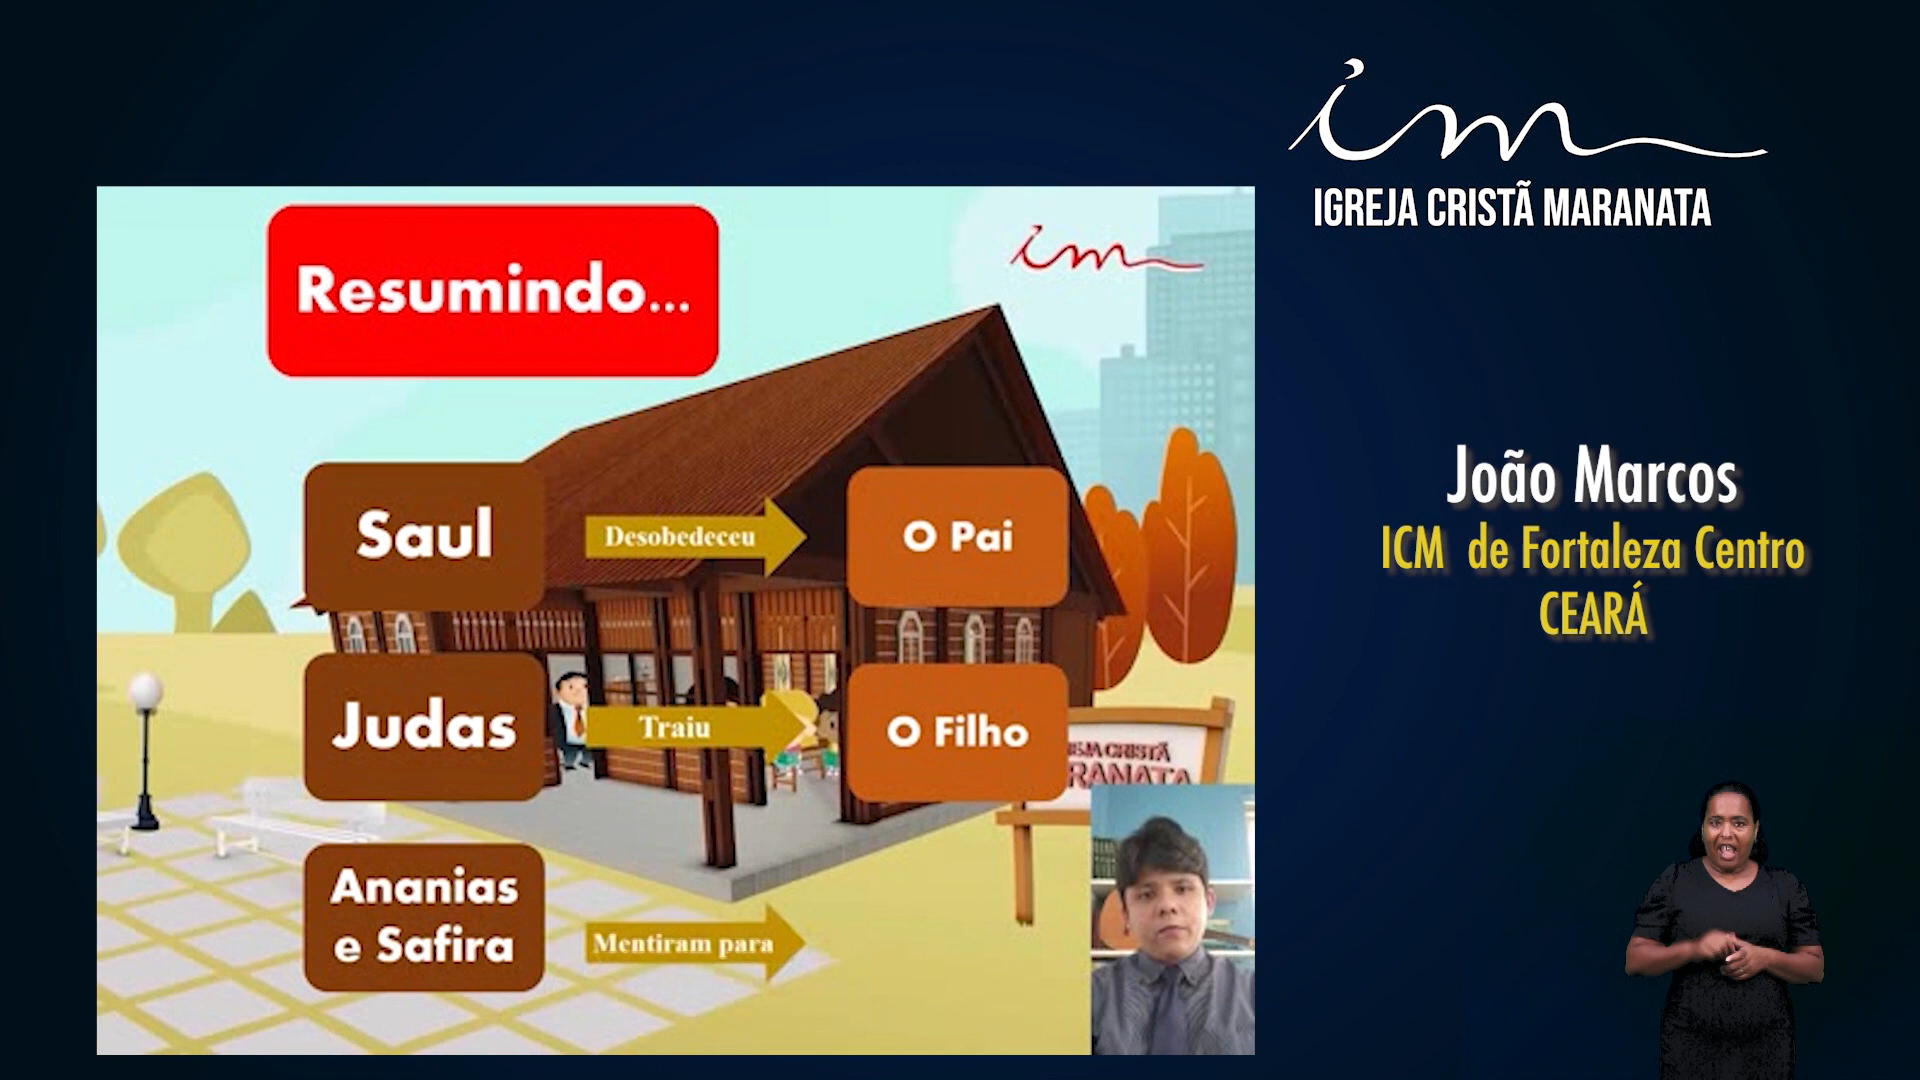 im
IGREJA CRISTÃ MARANATA
Resumindo...
im
Saul
Desobedeceu
O Pai
Judas
Traiu
O Filho
Ananias
e Safira
Mentiram para
João Marcos
ICM de Fortaleza Centro
CEARÁ